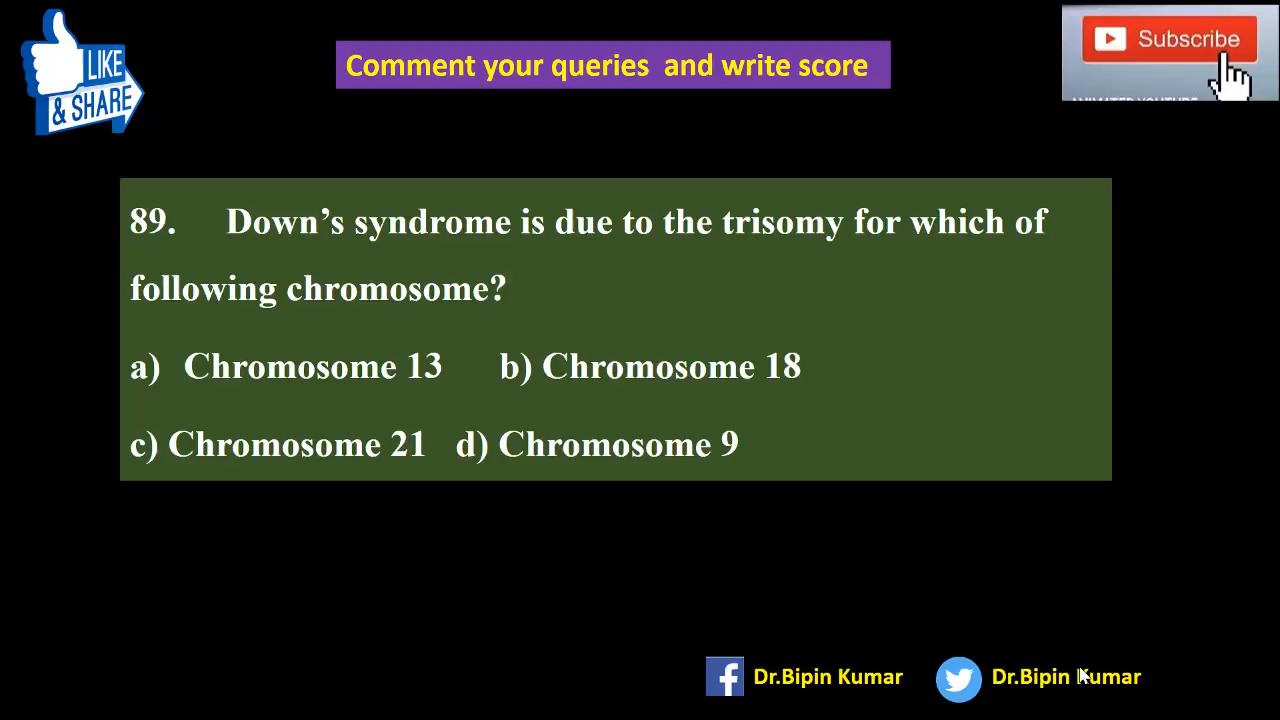 LIKE
& SHARE
Comment your queries and write score
Subscribe
89. Down's syndrome is due to the trisomy for which of
following chromosome?
a) Chromosome 13 b) Chromosome 18
c) Chromosome 21 d) Chromosome 9
Dr.Bipin Kumar Dr.Bipin Kumar